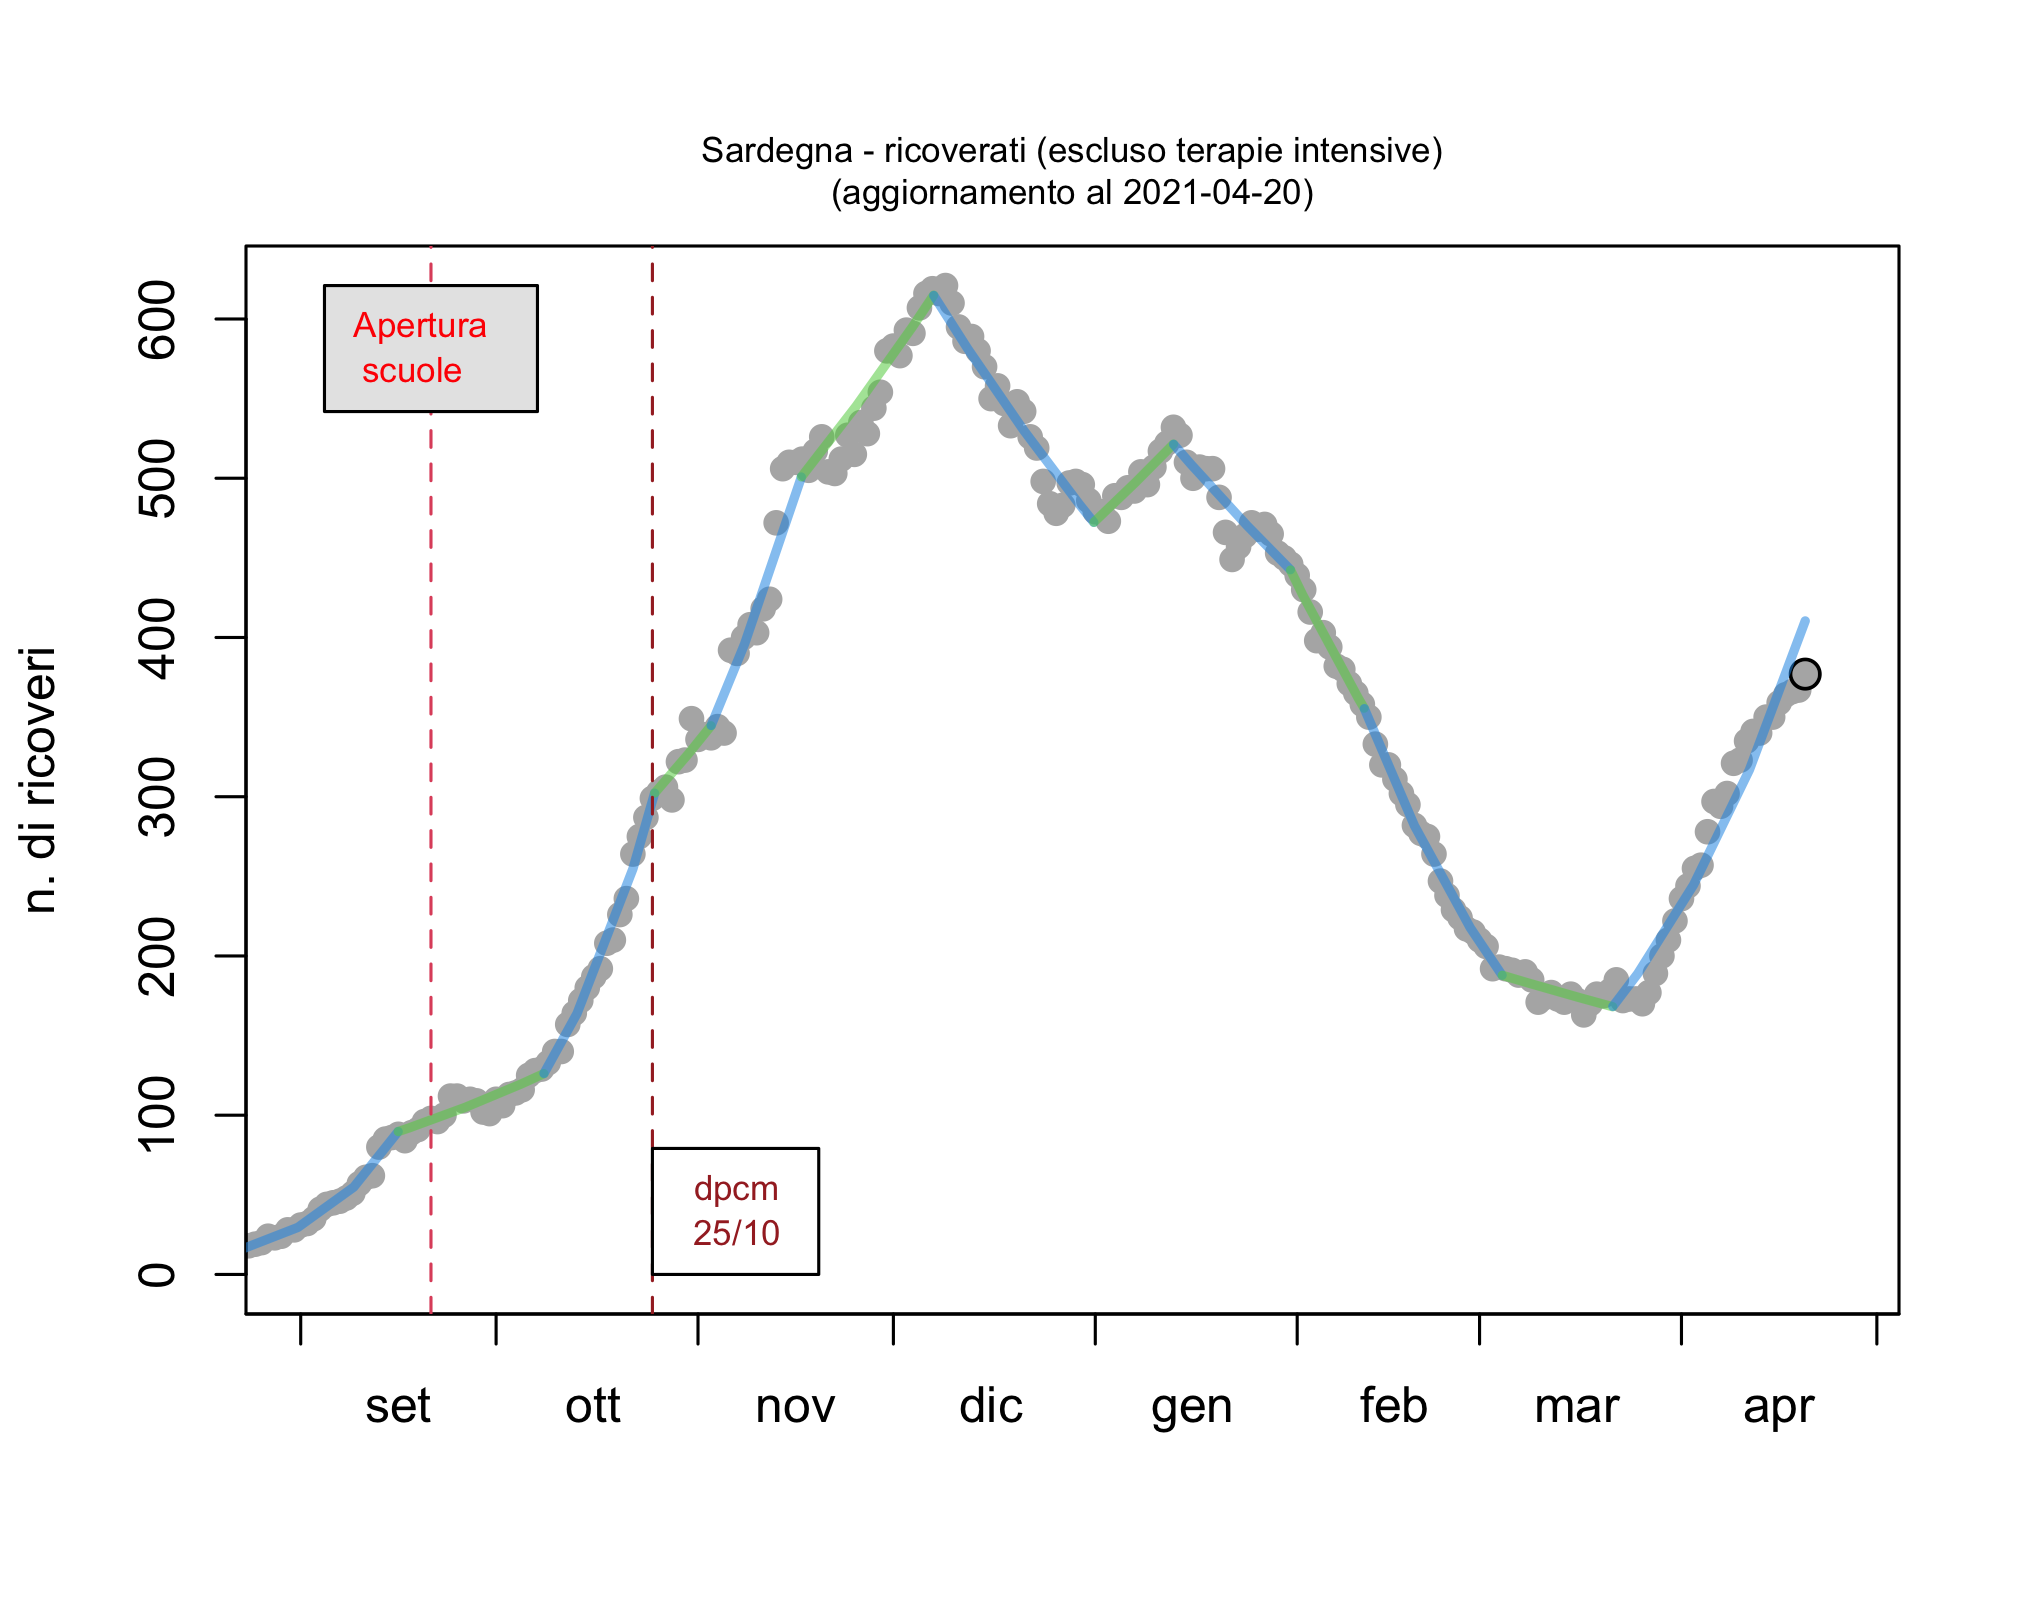 Sardegna - ricoverati (escluso terapie intensive)
(aggiornamento al 2021-04-20)
n. di ricoveri
600
500
400
300
200
100
0
Apertura
scuole
dpcm
25/10
set ott nov dic gen feb mar apr